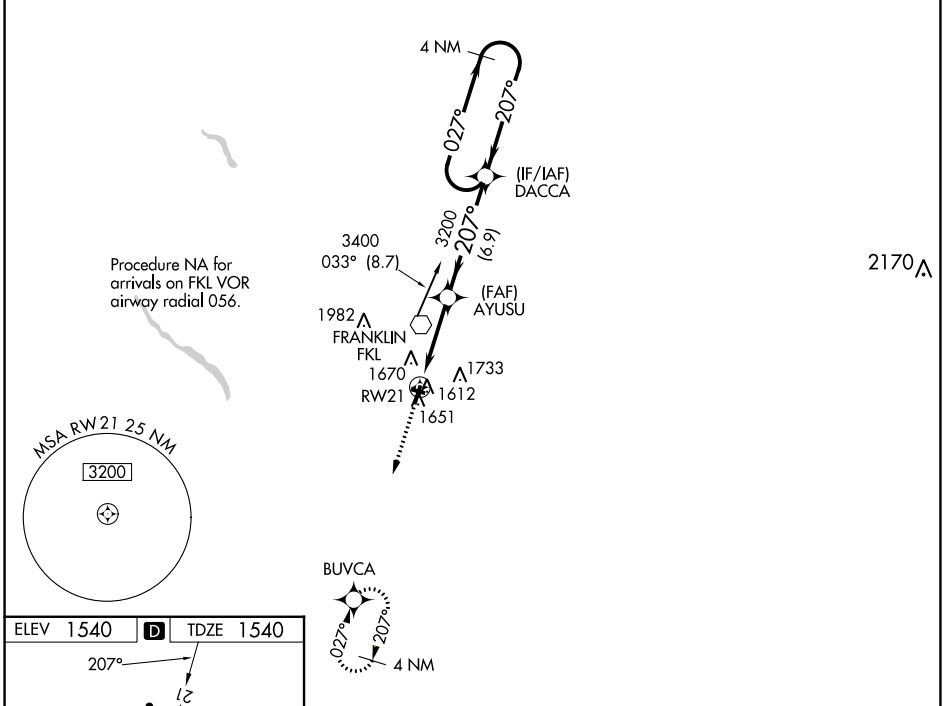 4 NM
027°
207°
(IF/IAF)
DACCA
3200
207°
(6.9)
3400
033° (8.7)
Procedure NA for
arrivals on FKL VOR
airway radial 056.
2170
(FAF)
AYUSU
1982
FRANKLIN
FKL
1670
1733
RW21
1612
1651
MSA RW21 25 NM
3200
BUVCA
027°
207°
4 NM
ELEV 1540 D TDZE 1540
207°
21